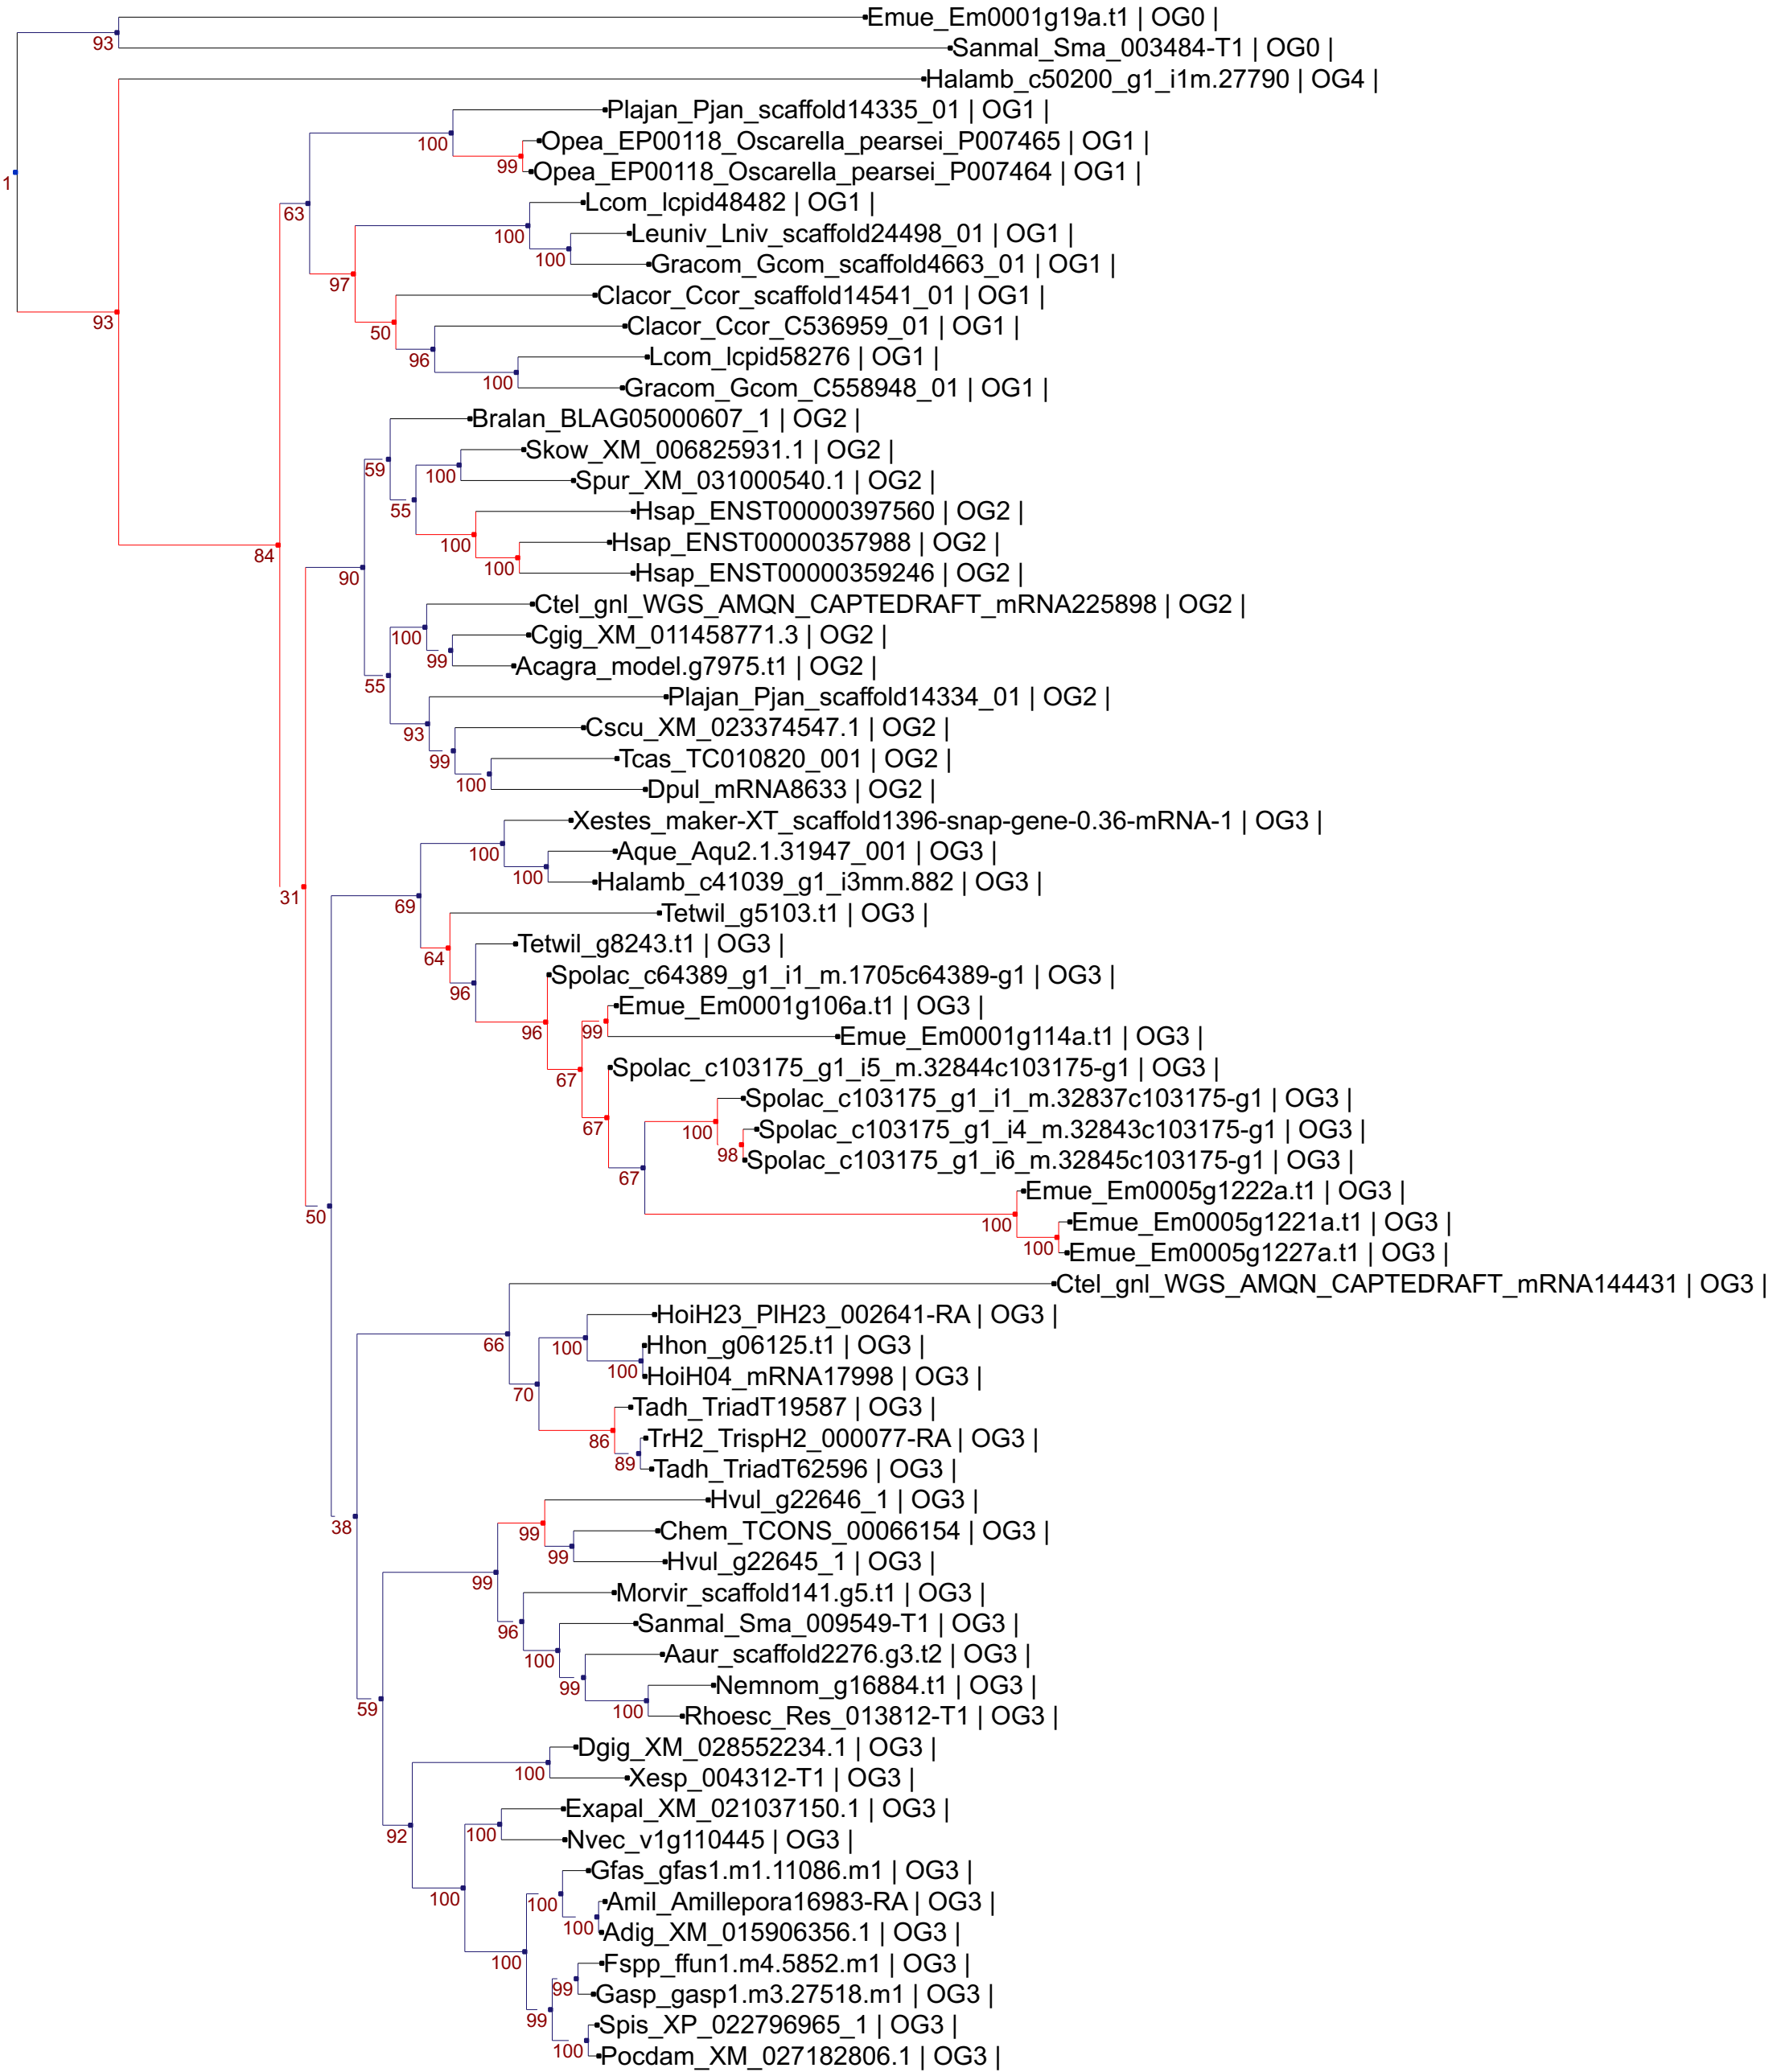 Emue_Em0001g19a.t1 | OG0 |
93
Sanmal_Sma_003484-T1 | OG0 |
Halamb_c50200_g1_i1m.27790 | OG4 |
Plajan_Pjan_scaffold14335_01 | OG1 |
100
Opea_EP00118_Oscarella_pearsei_P007465 | OG1 |
99
Opea_EP00118_Oscarella_pearsei_P007464 | OG1 |
1
Lcom_lcpid48482 | OG1 |
63
Leuniv_Lniv_scaffold24498_01 | OG1 |
100
Gracom_Gcom_scaffold4663_01 | OG1 |
100
97
Clacor_Ccor_scaffold14541_01 | OG1 |
93
Clacor_Ccor_C536959_01 | OG1 |
50
Lcom_lcpid58276 | OG1 |
96
Gracom_Gcom_C558948_01 | OG1 |
100
Bralan_BLAG05000607_1 | OG2 |
Skow_XM_006825931.1 | OG2 |
59
100
Spur_XM_031000540.1 | OG2 |
55
Hsap_ENST00000397560 | OG2 |
Hsap_ENST00000357988 | OG2 |
100
84
100
Hsap_ENST00000359246 | OG2 |
90
Ctel_gnl_WGS_AMQN_CAPTEDRAFT_mRNA225898 | OG2 |
100
Cgig_XM_011458771.3 | OG2 |
99
Acagra_model.g7975.t1 | OG2 |
55
Plajan_Pjan_scaffold14334_01 | OG2 |
93
Cscu_XM_023374547.1 | OG2 |
99
Tcas_TC010820_001 | OG2 |
100
Dpul_mRNA8633 | OG2 |
Xestes_maker-XT_scaffold1396-snap-gene-0.36-mRNA-1 | OG3 |
100
Aque_Aqu2.1.31947_001 | OG3 |
100
Halamb_c41039_g1_i3mm.882 | OG3 |
31
69
Tetwil_g5103.t1 | OG3 |
Tetwil_g8243.t1 | OG3 |
64
Spolac_c64389_g1_i1_m.1705c64389-g1 | OG3 |
96
Emue_Em0001g106a.t1 | OG3 |
96
99
Emue_Em0001g114a.t1 | OG3 |
Spolac_c103175_g1_i5_m.32844c103175-g1 | OG3 |
67
Spolac_c103175_g1_i1_m.32837c103175-g1 | OG3 |
67
100
Spolac_c103175_g1_i4_m.32843c103175-g1 | OG3 |
98
Spolac_c103175_g1_i6_m.32845c103175-g1 | OG3 |
67
Emue_Em0005g1222a.t1 | OG3 |
50
100
Emue_Em0005g1221a.t1 | OG3 |
100
Emue_Em0005g1227a.t1 | OG3 |
Ctel_gnl_WGS_AMQN_CAPTEDRAFT_mRNA144431 | OG3 |
HoiH23_PlH23_002641-RA | OG3 |
66
100
Hhon_g06125.t1 | OG3 |
100
HoiH04_mRNA17998 | OG3 |
70
Tadh_TriadT19587 | OG3 |
86
TrH2_TrispH2_000077-RA | OG3 |
89
Tadh_TriadT62596 | OG3 |
Hvul_g22646_1 | OG3 |
38
99
Chem_TCONS_00066154 | OG3 |
99
Hvul_g22645_1 | OG3 |
99
Morvir_scaffold141.g5.t1 | OG3 |
96
Sanmal_Sma_009549-T1 | OG3 |
100
Aaur_scaffold2276.g3.t2 | OG3 |
99
Nemnom_g16884.t1 | OG3 |
59
100
Rhoesc_Res_013812-T1 | OG3 |
Dgig_XM_028552234.1 | OG3 |
100
Xesp_004312-T1 | OG3 |
Exapal_XM_021037150.1 | OG3 |
92
100
Nvec_v1g110445 | OG3 |
Gfas_gfas1.m1.11086.m1 | OG3 |
100
100
Amil_Amillepora16983-RA | OG3 |
100
Adig_XM_015906356.1 | OG3 |
100
Fspp_ffun1.m4.5852.m1 | OG3 |
99
Gasp_gasp1.m3.27518.m1 | OG3 |
99
Spis_XP_022796965_1 | OG3 |
100
Pocdam_XM_027182806.1 | OG3 |